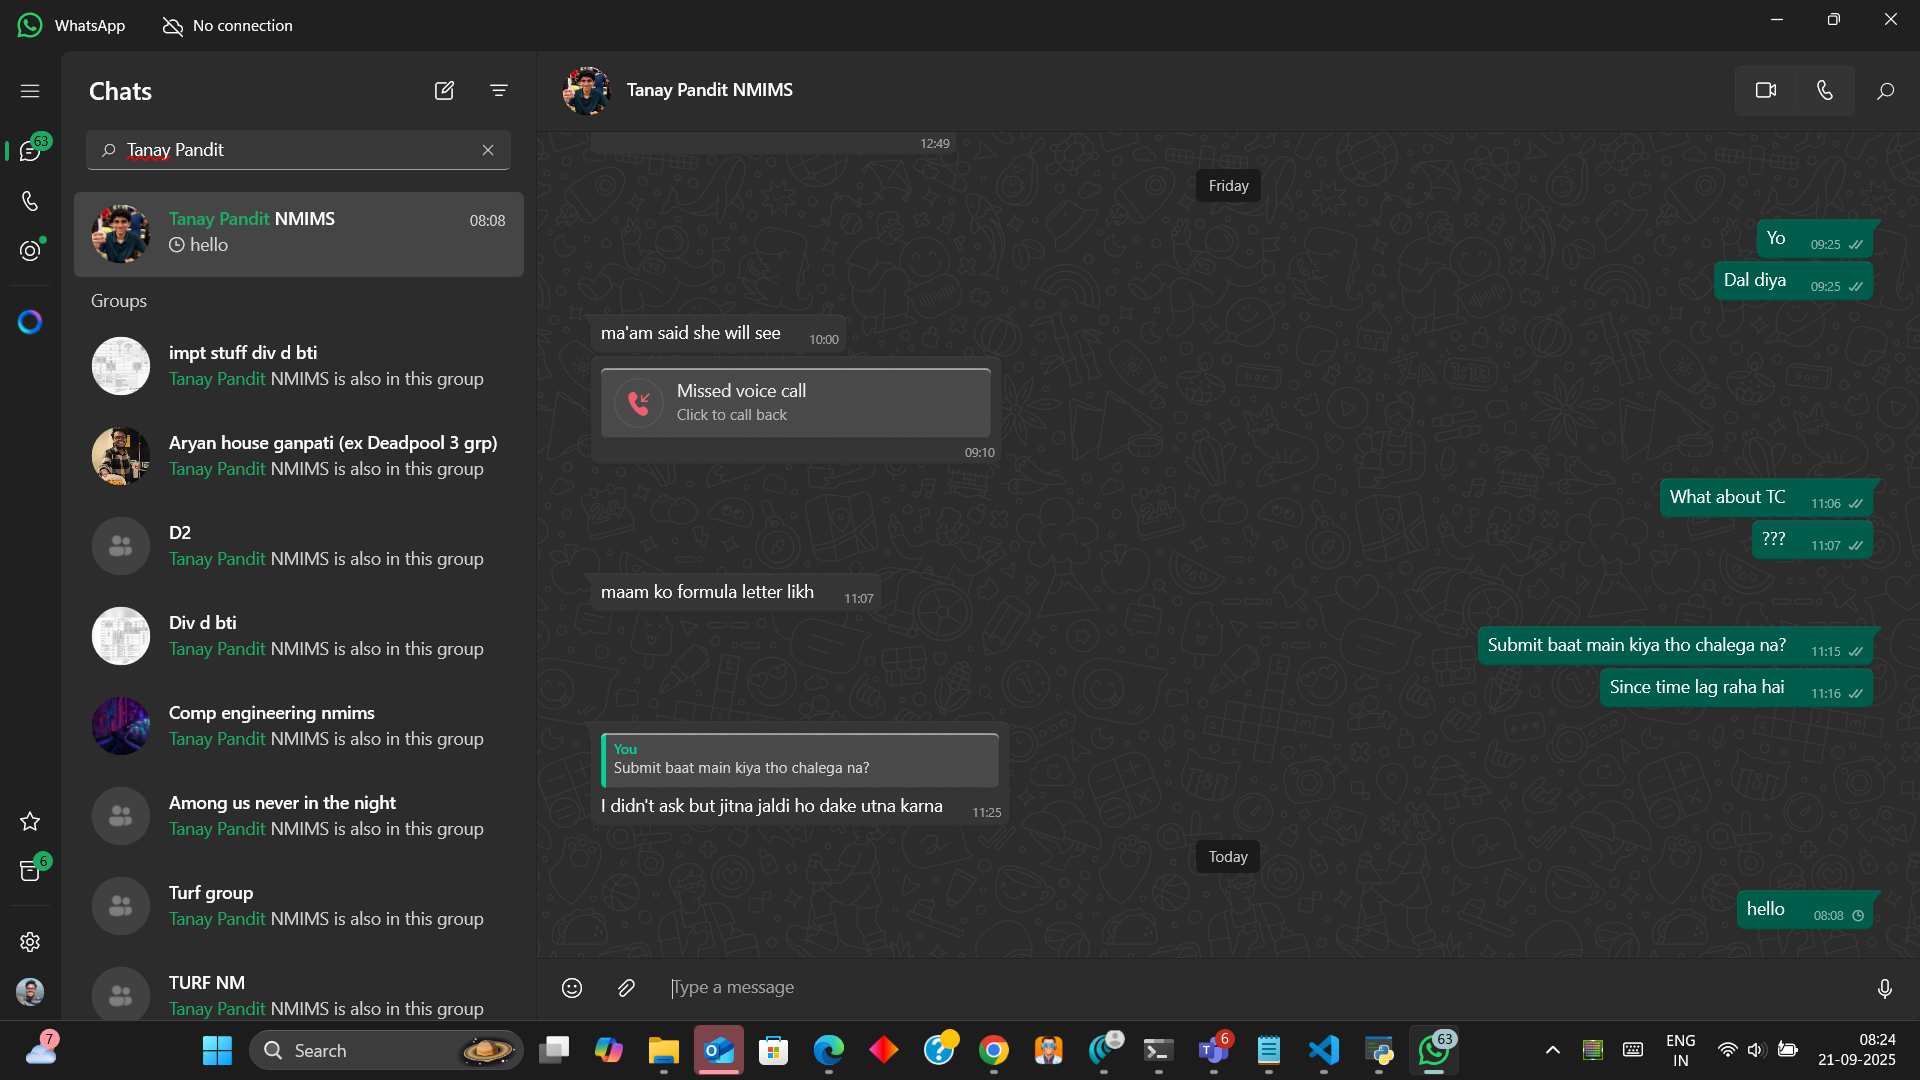 WhatsApp
No connection
Chats
63
Tanay Pandit
Tanay Pandit NMIMS
08:08
hello
Groups
impt stuff div d bti
Tanay Pandit NMIMS is also in this group
Aryan house ganpati (ex Deadpool 3 grp)
Tanay Pandit NMIMS is also in this group
D2
Tanay Pandit NMIMS is also in this group
Div d bti
Tanay Pandit NMIMS is also in this group
Comp engineering nmims
Tanay Pandit NMIMS is also in this group
Among us never in the night
Tanay Pandit NMIMS is also in this group
6
Turf group
Tanay Pandit NMIMS is also in this group
TURF NM
Tanay Pandit NMIMS is also in this group
Tanay Pandit NMIMS
12:49
Friday
Yo 09:25
Dal diya 09:25
ma'am said she will see 10:00
Missed voice call
Click to call back
09:10
What about TC 11:06
??? 11:07
maam ko formula letter likh 11:07
Submit baat main kiya tho chalega na? 11:15
Since time lag raha hai 11:16
You
Submit baat main kiya tho chalega na?
I didn't ask but jitna jaldi ho dake utna karna 11:25
Today
hello 08:08
Type a message
7
Search
6
63
ENG
IN
08:24
21-09-2025